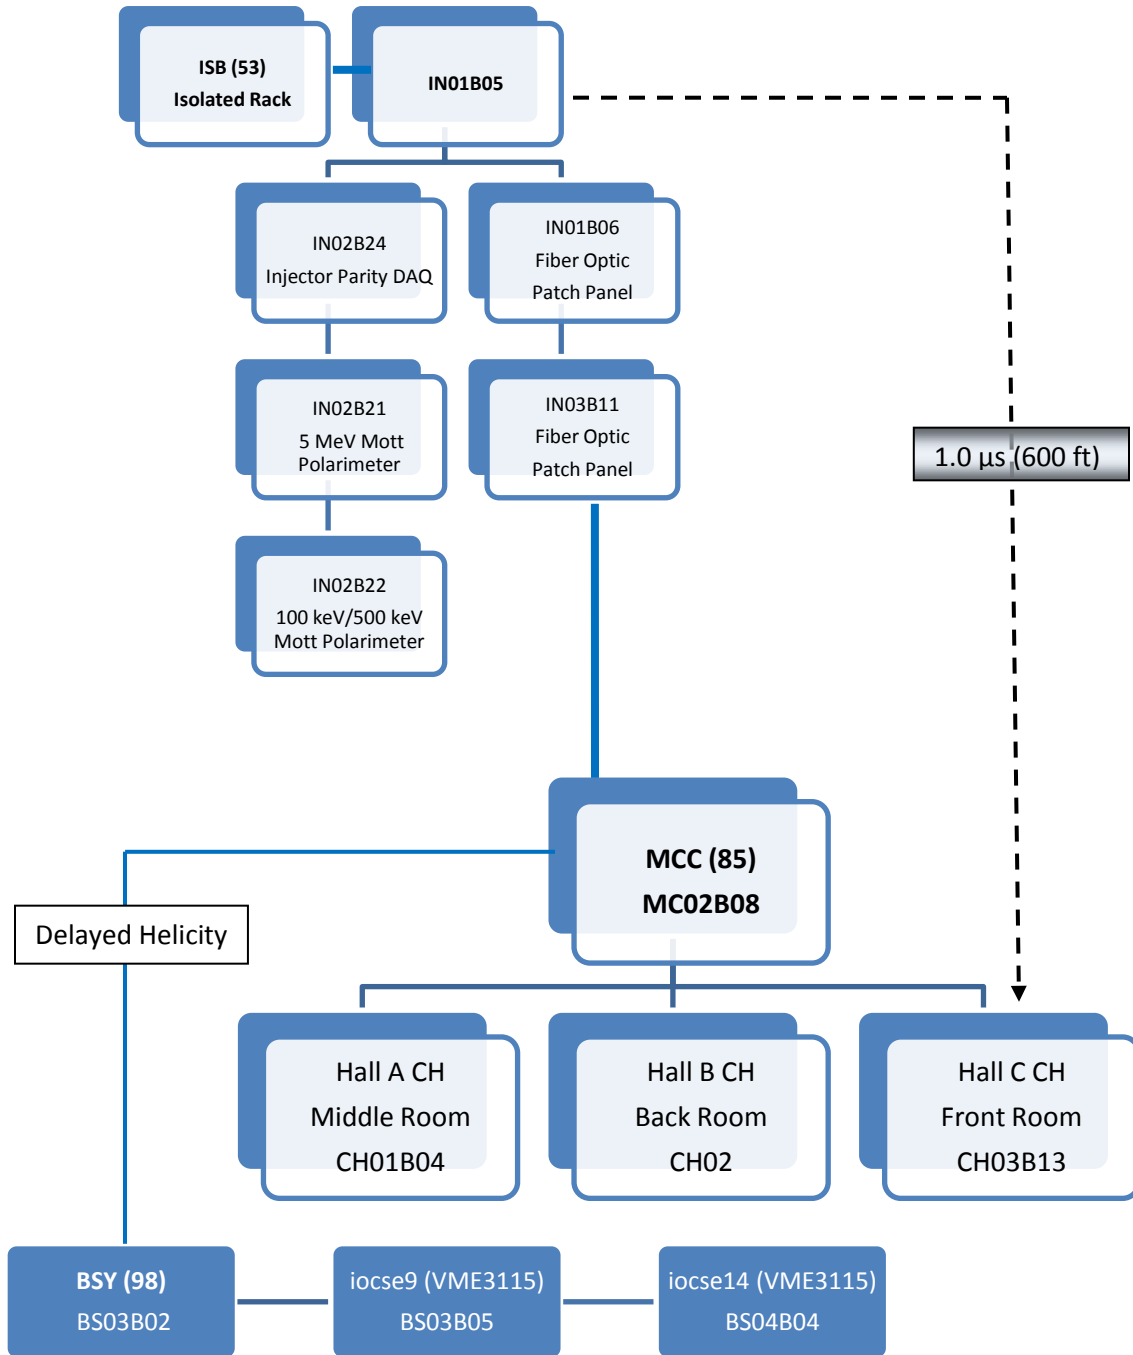 ISB (53)
Isolated Rack
IN01B05
IN02B24
Injector Parity DAQ
IN01B06
Fiber Optic
Patch Panel
IN02B21
5 MeV Mott
Polarimeter
IN03B11
Fiber Optic
Patch Panel
1.0 µs (600 ft)
IN02B22
100 keV/500 keV
Mott Polarimeter
MCC (85)
MC02B08
Delayed Helicity
Hall A CH
Middle Room
CH01B04
Hall B CH
Back Room
CH02
Hall C CH
Front Room
CH03B13
BSY (98)
BS03B02
iocse9 (VME3115)
BS03B05
iocse14 (VME3115)
BS04B04